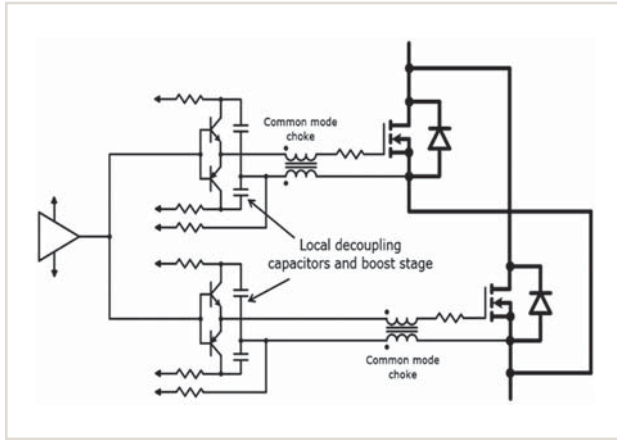 Common mode
choke
Local decoupling
capacitors and boost stage
Common mode
choke